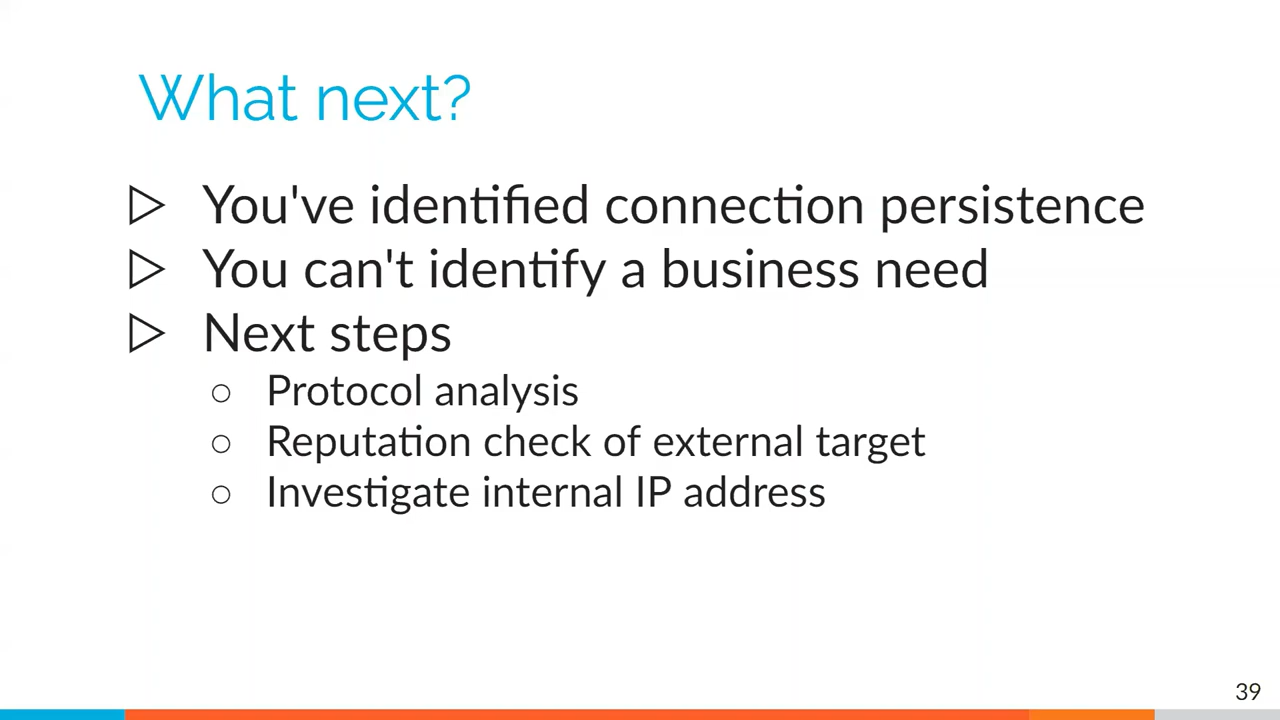 What next?
You've identified connection persistence
You can't identify a business need
Next steps
Protocol analysis
Reputation check of external target
Investigate internal IP address
39